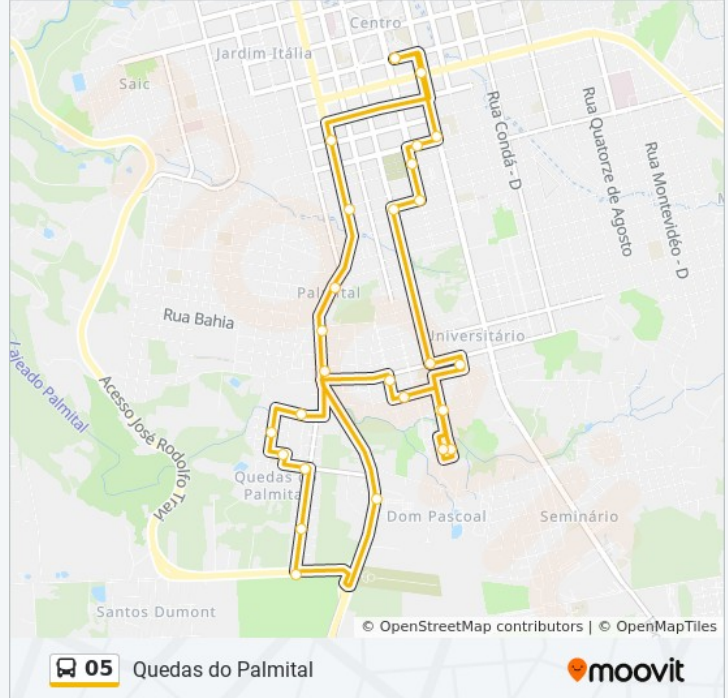 Centro
Jardim Itália
Saic
Rua Condá - D
Rua Quatorze de Agosto
Rua Montevidéo - D
Palmital
Rua Bahia
Universitário
Lajeado Palmital
Acesso José Rodolfo Travi
Quedas do
Palmital
Dom Pascoal
Seminário
Santos Dumont
© OpenStreetMap contributors | © OpenMapTiles
05 Quedas do Palmital
moovit